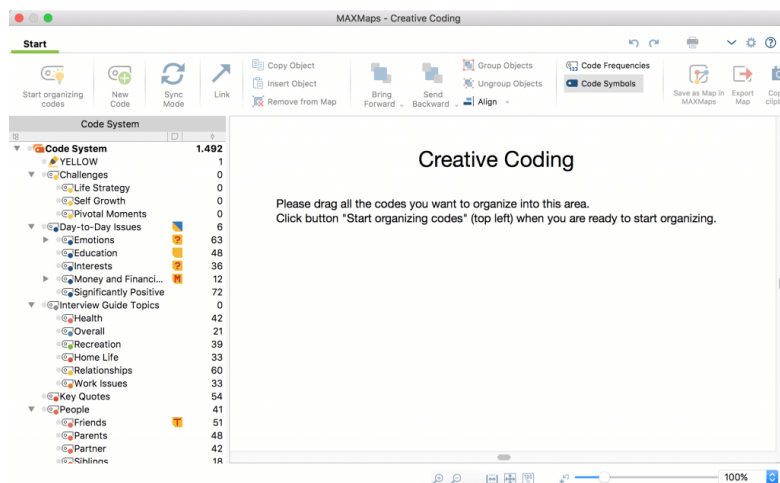 MAXMaps - Creative Coding
Start
Start organizing codes
New Code
Sync Mode
Link
Copy Object
Insert Object
Remove from Map
Bring Forward
Send Backward
Group Objects
Ungroup Objects
Align
Code Frequencies
Code Symbols
Save as Map in MAXMaps
Export Map
Code System
Code System 1.492
YELLOW 1
Challenges 0
Life Strategy 0
Self Growth 0
Pivotal Moments 0
Day-to-Day Issues 6
Emotions ? 63
Education 48
Interests ? 36
Money and Financi... M 12
Significantly Positive 72
Interview Guide Topics 0
Health 42
Overall 21
Recreation 39
Home Life 33
Relationships 60
Work Issues 33
Key Quotes 54
People 41
Friends T 51
Parents 48
Partner 42
Siblings 18
Creative Coding
Please drag all the codes you want to organize into this area.
Click button "Start organizing codes" (top left) when you are ready to start organizing.
100%